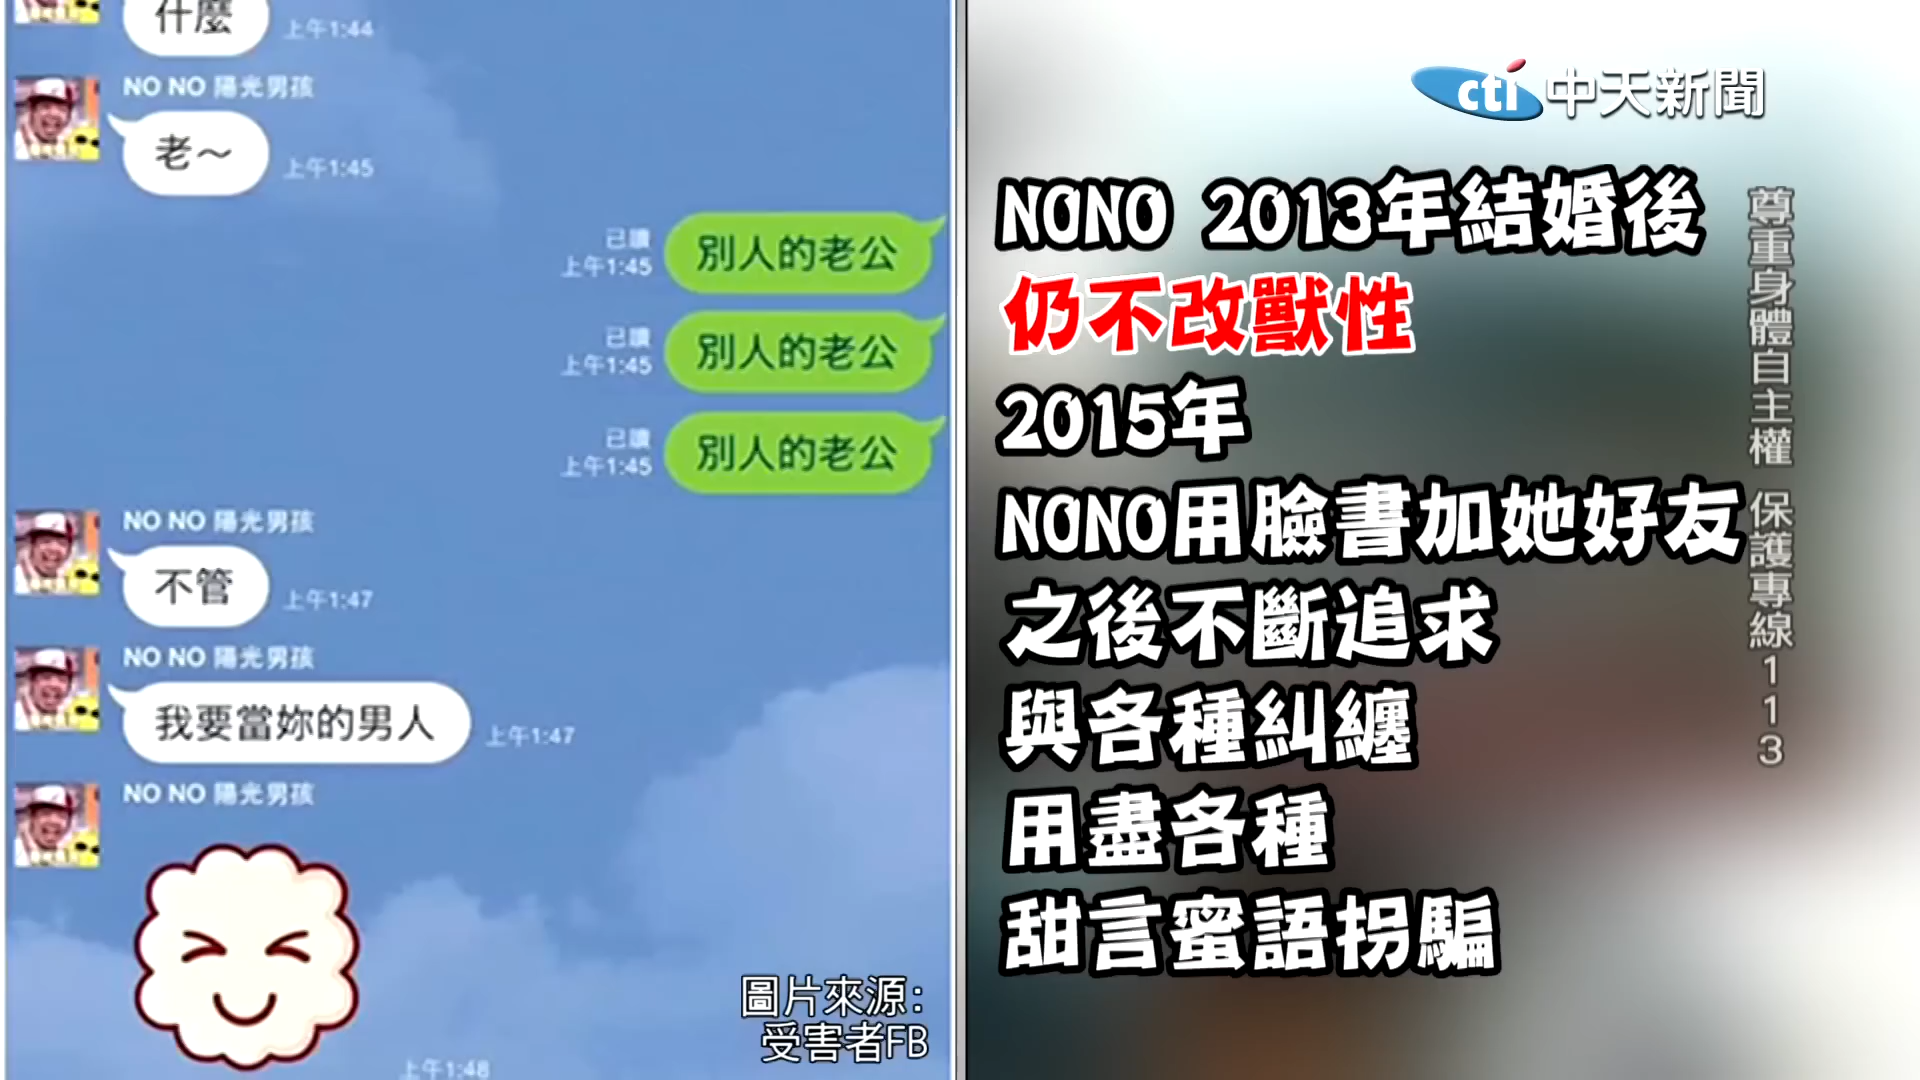 什麼
上午1:44
NO NO 陽光男孩
老～
上午1:45
別人的老公
已讀
上午1:45
別人的老公
已讀
上午1:45
別人的老公
已讀
上午1:45
NO NO 陽光男孩
不管
上午1:47
NO NO 陽光男孩
我要當妳的男人
上午1:47
NO NO 陽光男孩
上午1:48
圖片來源：
受害者FB
cti 中天新聞
NONO 2013年結婚後
仍不改獸性
2015年
NONO用臉書加她好友
之後不斷追求
與各種糾纏
用盡各種
甜言蜜語拐騙
尊重身體自主權 保護專線113